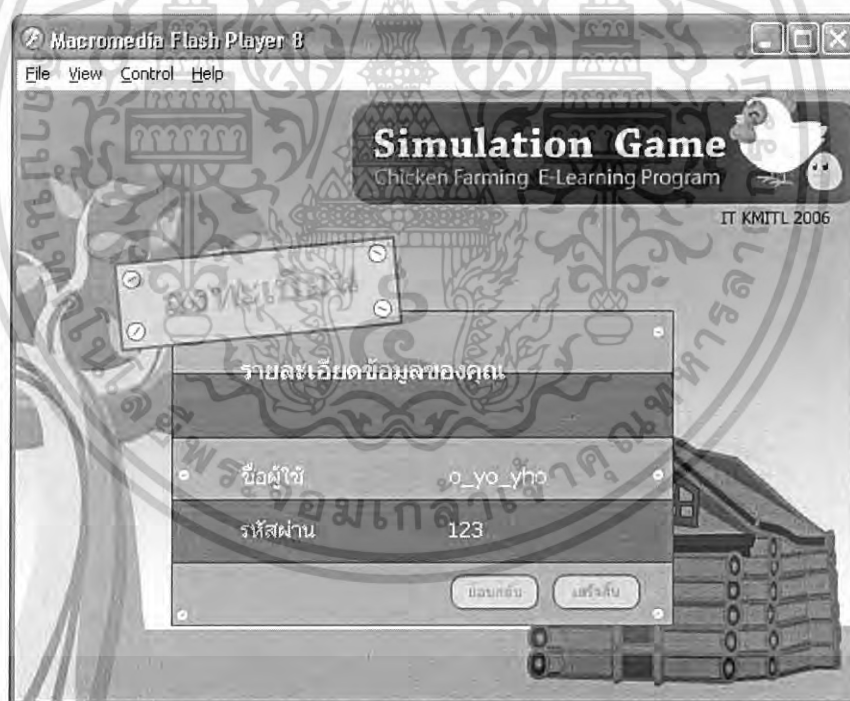 Macromedia Flash Player 8
File View Control Help
Simulation Game
Chicken Farming E-Learning Program
IT KMITL 2006
ลงทะเบียน
รายละเอียดข้อมูลของคุณ
ชื่อผู้ใช้ o_yo_yho
รหัสผ่าน 123
ย้อนกลับ เสร็จสิ้น